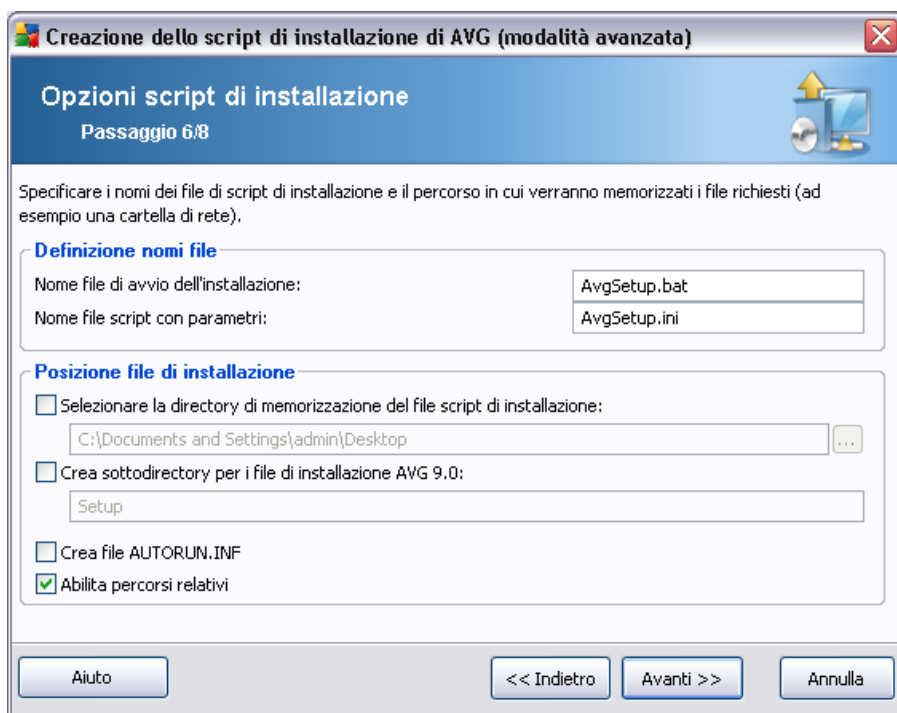 Creazione dello script di installazione di AVG (modalità avanzata)
Opzioni script di installazione
Passaggio 6/8
Specificare i nomi dei file di script di installazione e il percorso in cui verranno memorizzati i file richiesti (ad
esempio una cartella di rete).
Definizione nomi file
Nome file di avvio dell'installazione:
AvgSetup.bat
Nome file script con parametri:
AvgSetup.ini
Posizione file di installazione
Selezionare la directory di memorizzazione del file script di installazione:
C:\Documents and Settings\admin\Desktop
...
Crea sottodirectory per i file di installazione AVG 9.0:
Setup
Crea file AUTORUN.INF
Abilita percorsi relativi
Aiuto
<< Indietro
Avanti >>
Annulla